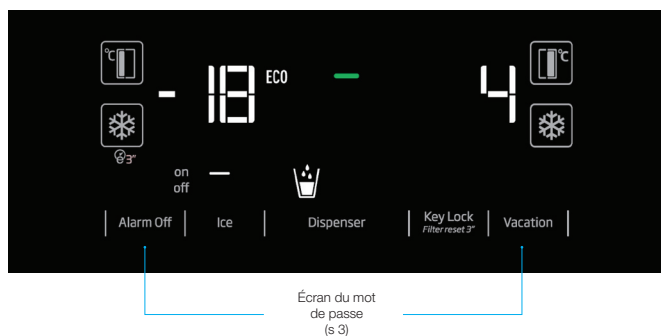 °C
°C
- 18 ECO
4
3"
on
off
Alarm Off
Ice
Dispenser
Key Lock
Filter reset 3"
Vacation
Écran du mot
de passe
(s 3)